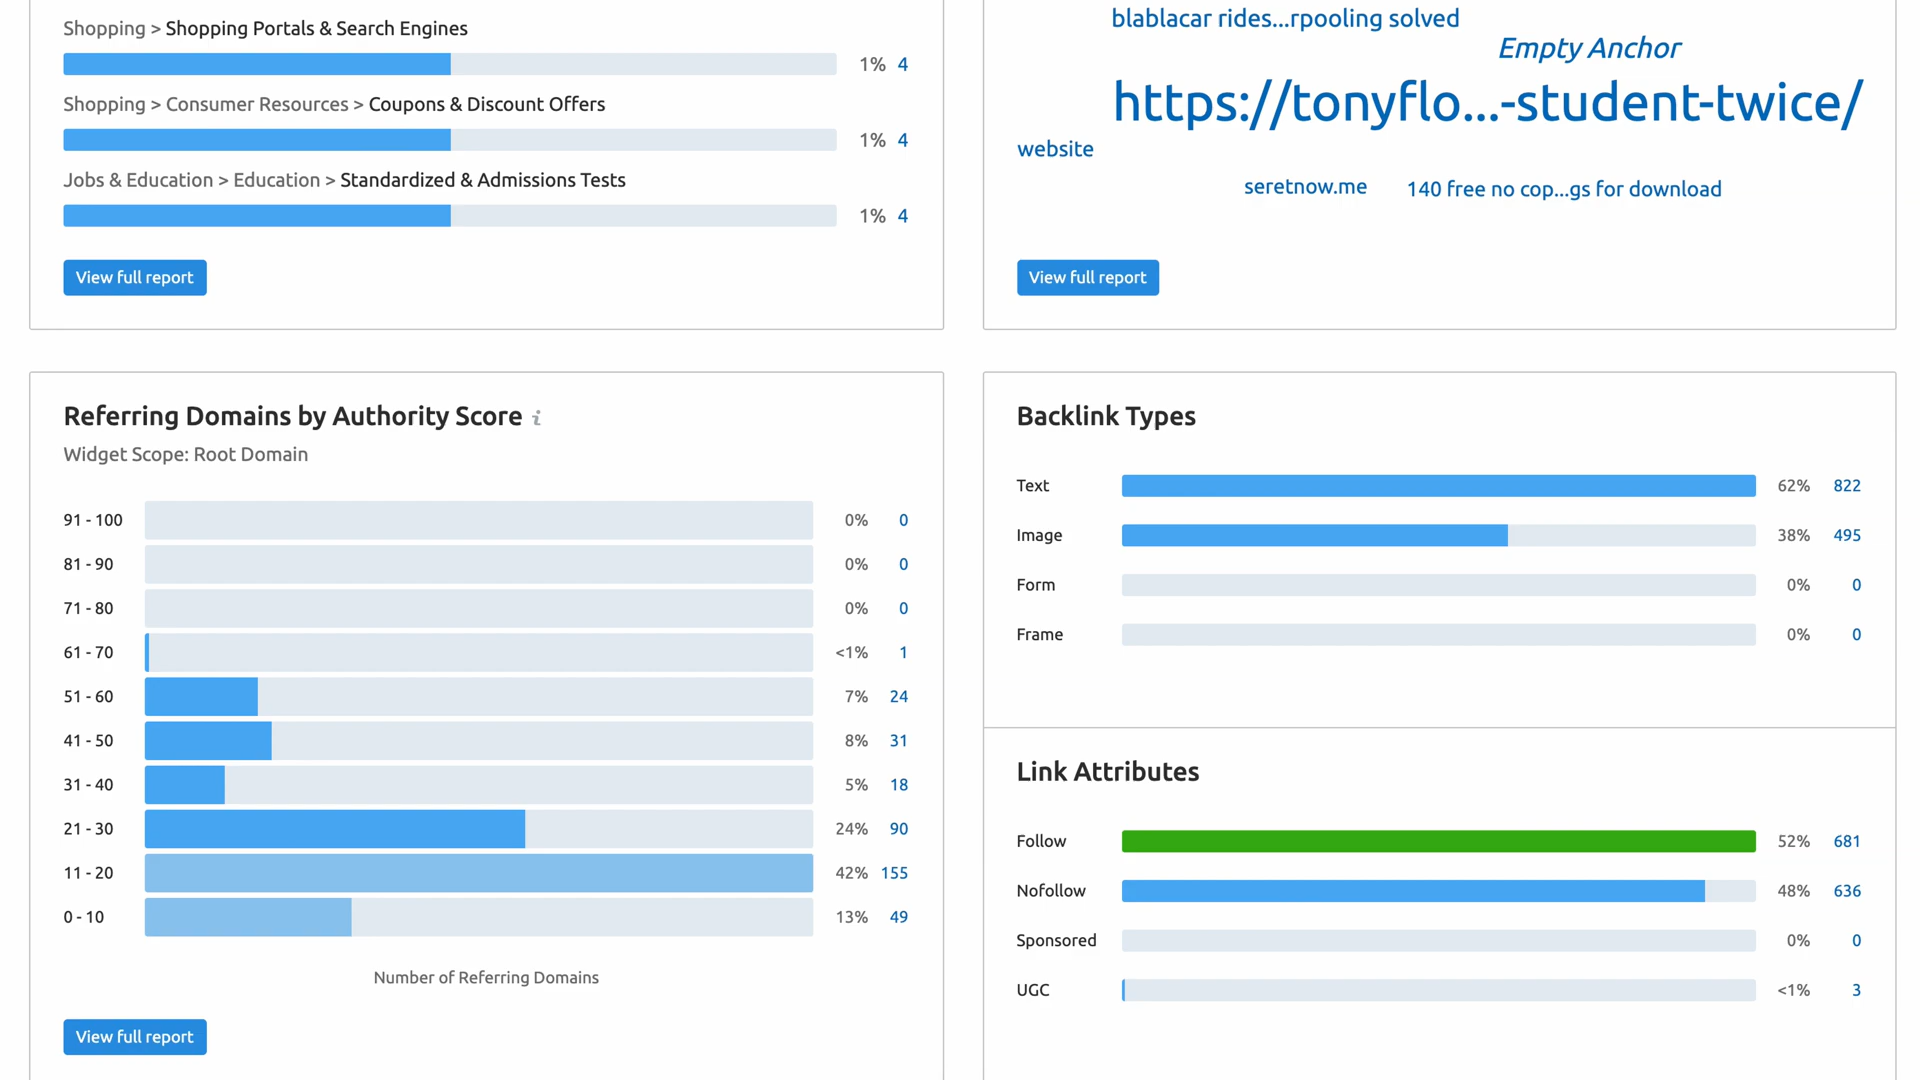 Shopping > Shopping Portals & Search Engines
1% 4
Shopping > Consumer Resources > Coupons & Discount Offers
1% 4
Jobs & Education > Education > Standardized & Admissions Tests
1% 4
View full report
blablacar rides...rpooling solved
Empty Anchor
https://tonyflo...-student-twice/
website
seretnow.me
140 free no cop...gs for download
View full report
Referring Domains by Authority Score i
Widget Scope: Root Domain
91 - 100 0% 0
81 - 90 0% 0
71 - 80 0% 0
61 - 70 <1% 1
51 - 60 7% 24
41 - 50 8% 31
31 - 40 5% 18
21 - 30 24% 90
11 - 20 42% 155
0 - 10 13% 49
Number of Referring Domains
View full report
Backlink Types
Text 62% 822
Image 38% 495
Form 0% 0
Frame 0% 0
Link Attributes
Follow 52% 681
Nofollow 48% 636
Sponsored 0% 0
UGC <1% 3